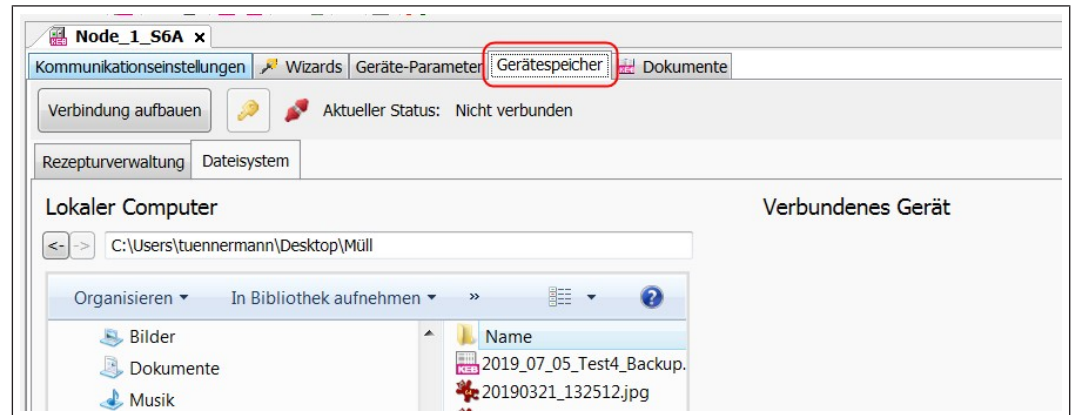 Node_1_S6A x
Kommunikationseinstellungen Wizards Geräte-Parameter Gerätespeicher Dokumente
Verbindung aufbauen Aktueller Status: Nicht verbunden
Rezepturverwaltung Dateisystem
Lokaler Computer Verbundenes Gerät
<- -> C:\Users\tuennermann\Desktop\Müll
Organisieren In Bibliothek aufnehmen » ?
Bilder Name
Dokumente 2019_07_05_Test4_Backup.
Musik 20190321_132512.jpg